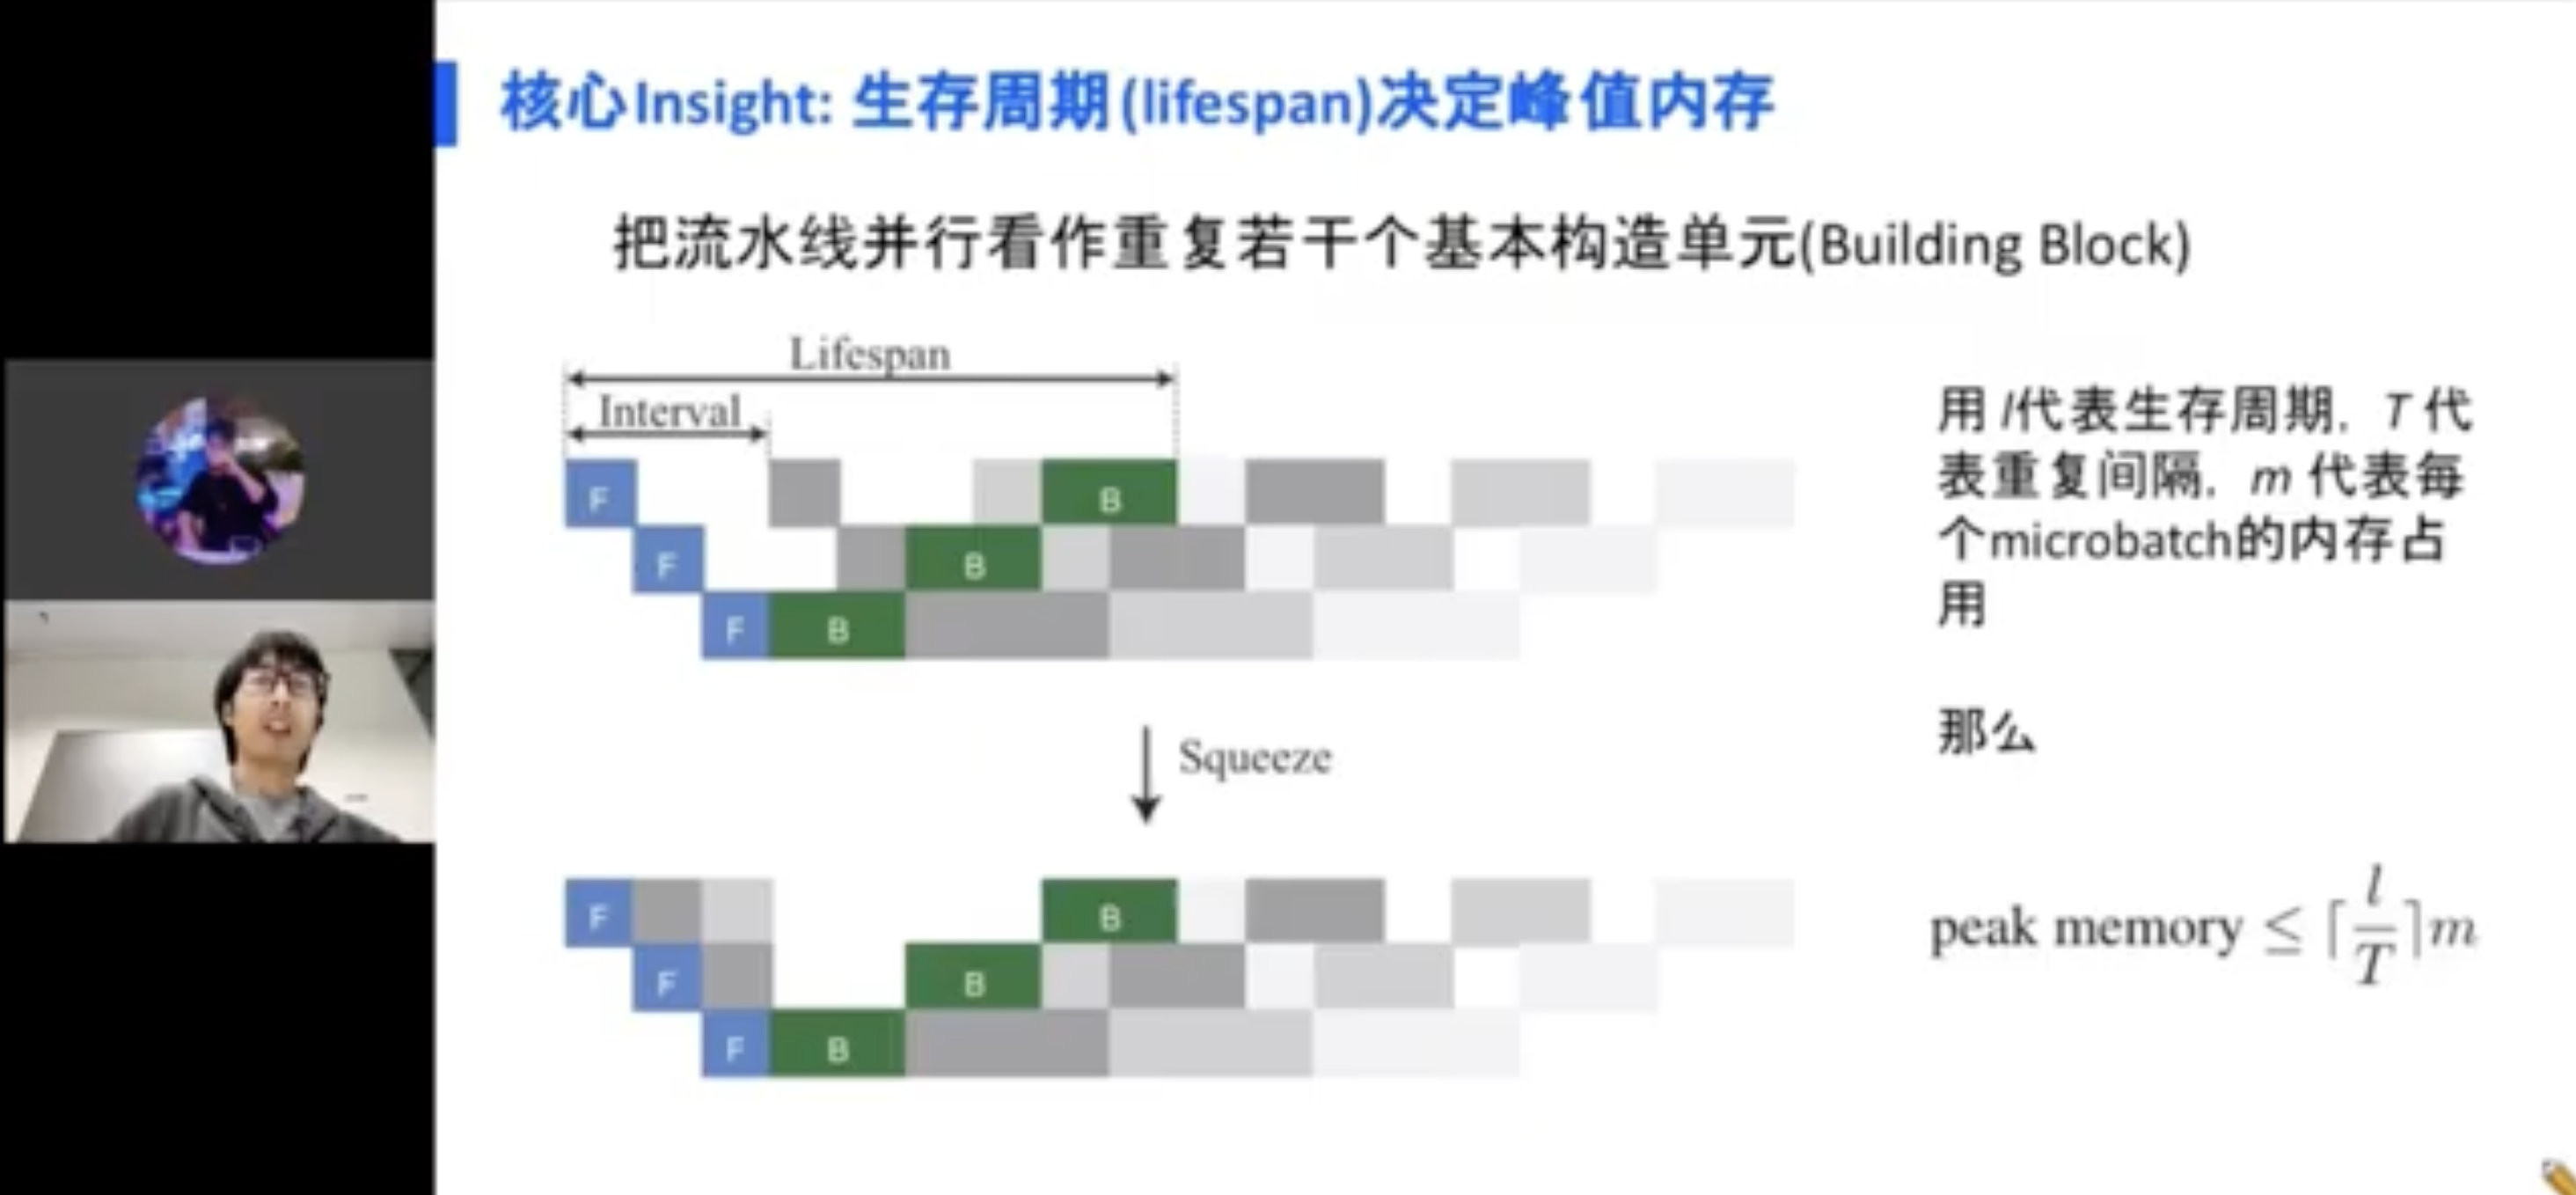 核心Insight: 生存周期(lifespan)决定峰值内存
把流水线并行看作重复若干个基本构造单元(Building Block)
Lifespan
Interval
F
B
F
B
F
B
用 l代表生存周期, T 代
表重复间隔, m 代表每
个microbatch的内存占
用
那么
Squeeze
F
B
F
B
F
B
peak memory ≤ ⌈l/T⌉m